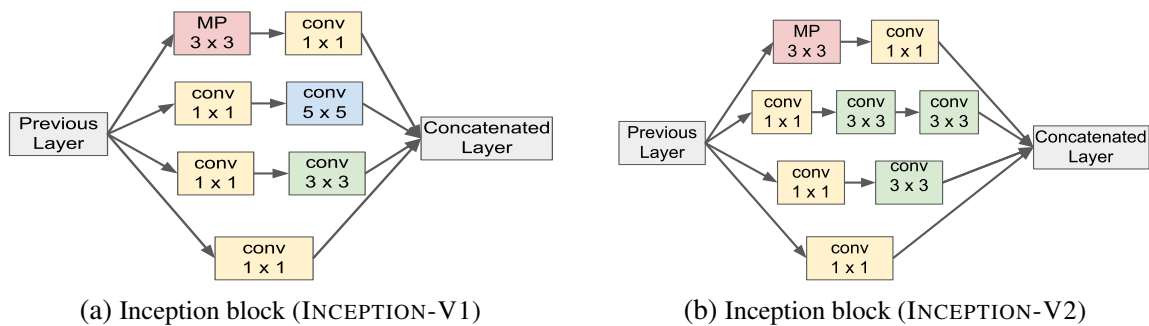 MP
3 x 3
conv
1 x 1
conv
1 x 1
conv
5 x 5
Previous
Layer
Concatenated
Layer
conv
1 x 1
conv
3 x 3
conv
1 x 1
(a) Inception block (INCEPTION-V1)
MP
3 x 3
conv
1 x 1
conv
1 x 1
conv
3 x 3
conv
3 x 3
Previous
Layer
Concatenated
Layer
conv
1 x 1
conv
3 x 3
conv
1 x 1
(b) Inception block (INCEPTION-V2)